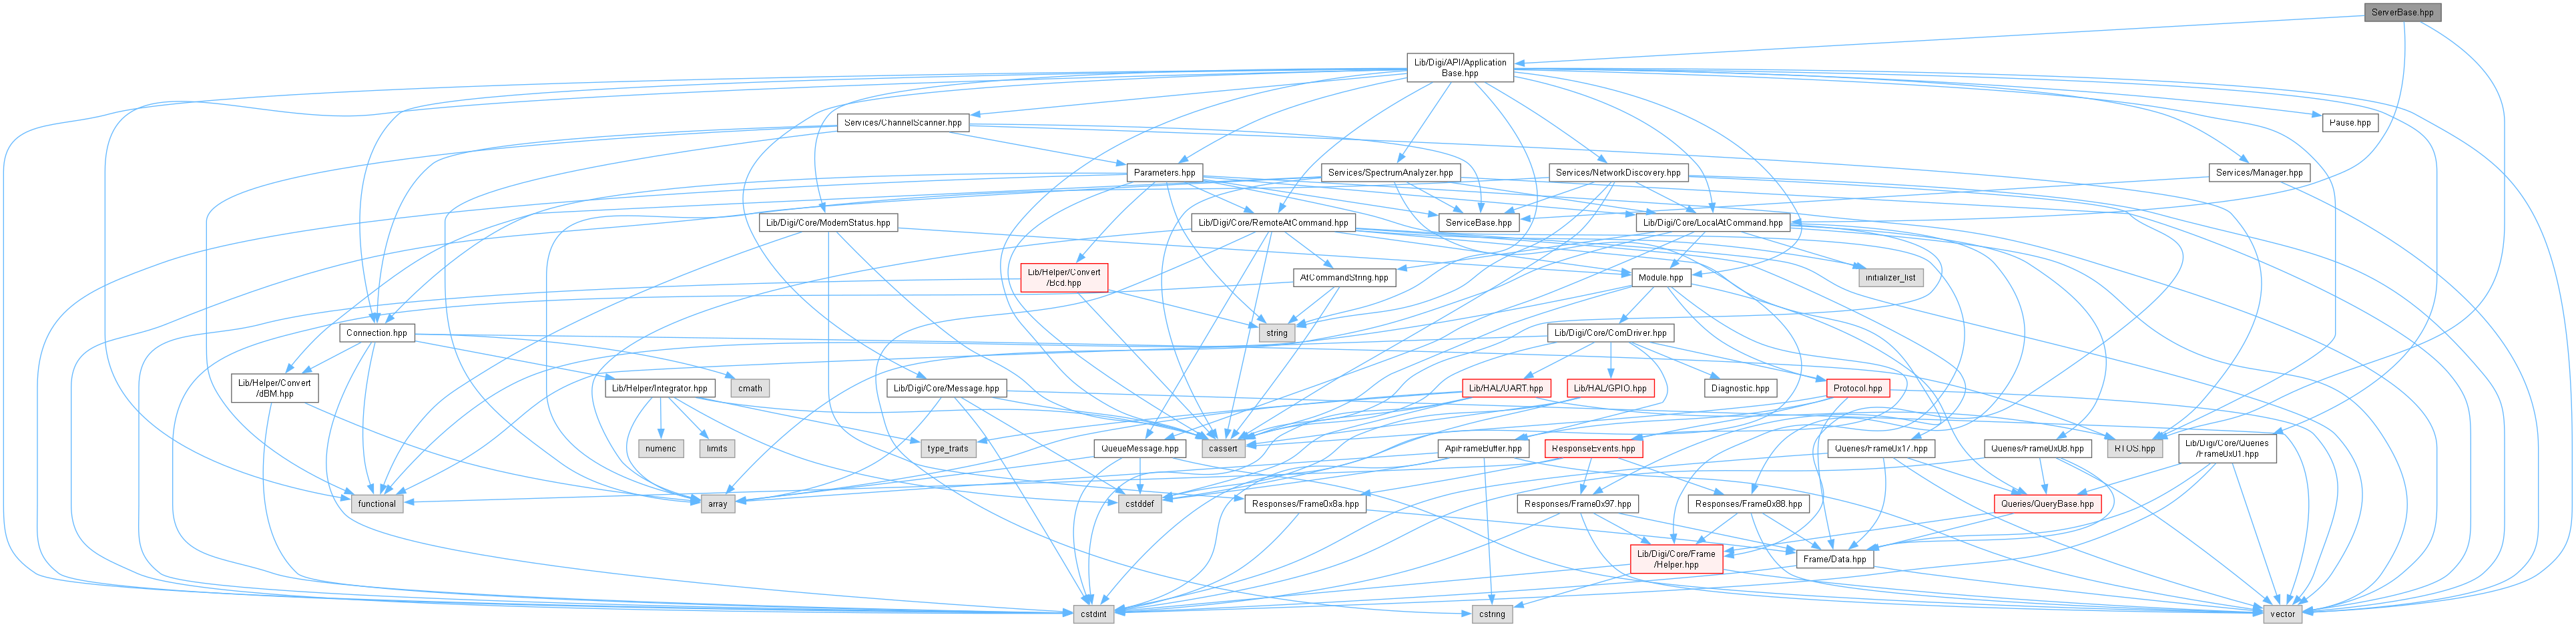 ServerBase.hpp
Lib/Digi/API/Application
Base.hpp
Services/ChannelScanner.hpp
Pause.hpp
Parameters.hpp
Services/SpectrumAnalyzer.hpp
Services/NetworkDiscovery.hpp
Services/Manager.hpp
Lib/Digi/Core/ModemStatus.hpp
Lib/Digi/Core/RemoteAtCommand.hpp
ServiceBase.hpp
Lib/Digi/Core/LocalAtCommand.hpp
Lib/Helper/Convert
/Bcd.hpp
AtCommandString.hpp
Module.hpp
initializer_list
Connection.hpp
string
Lib/Digi/Core/ComDriver.hpp
Lib/Helper/Convert
/dBM.hpp
Lib/Helper/Integrator.hpp
cmath
Lib/Digi/Core/Message.hpp
Lib/HAL/UART.hpp
Lib/HAL/GPIO.hpp
Diagnostic.hpp
Protocol.hpp
numeric
limits
type_traits
QueueMessage.hpp
cassert
ApiFrameBuffer.hpp
ResponseEvents.hpp
Queries/Frame0x17.hpp
Queries/Frame0x08.hpp
RTOS.hpp
Lib/Digi/Core/Queries
/Frame0x01.hpp
functional
array
cstddef
Responses/Frame0x8a.hpp
Responses/Frame0x97.hpp
Responses/Frame0x88.hpp
Queries/QueryBase.hpp
Lib/Digi/Core/Frame
/Helper.hpp
Frame/Data.hpp
cstdint
cstring
vector